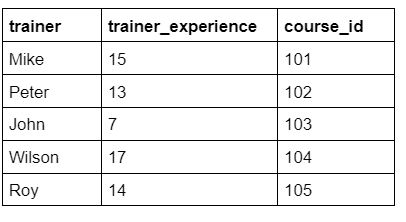 trainer trainer_experience course_id
Mike 15 101
Peter 13 102
John 7 103
Wilson 17 104
Roy 14 105